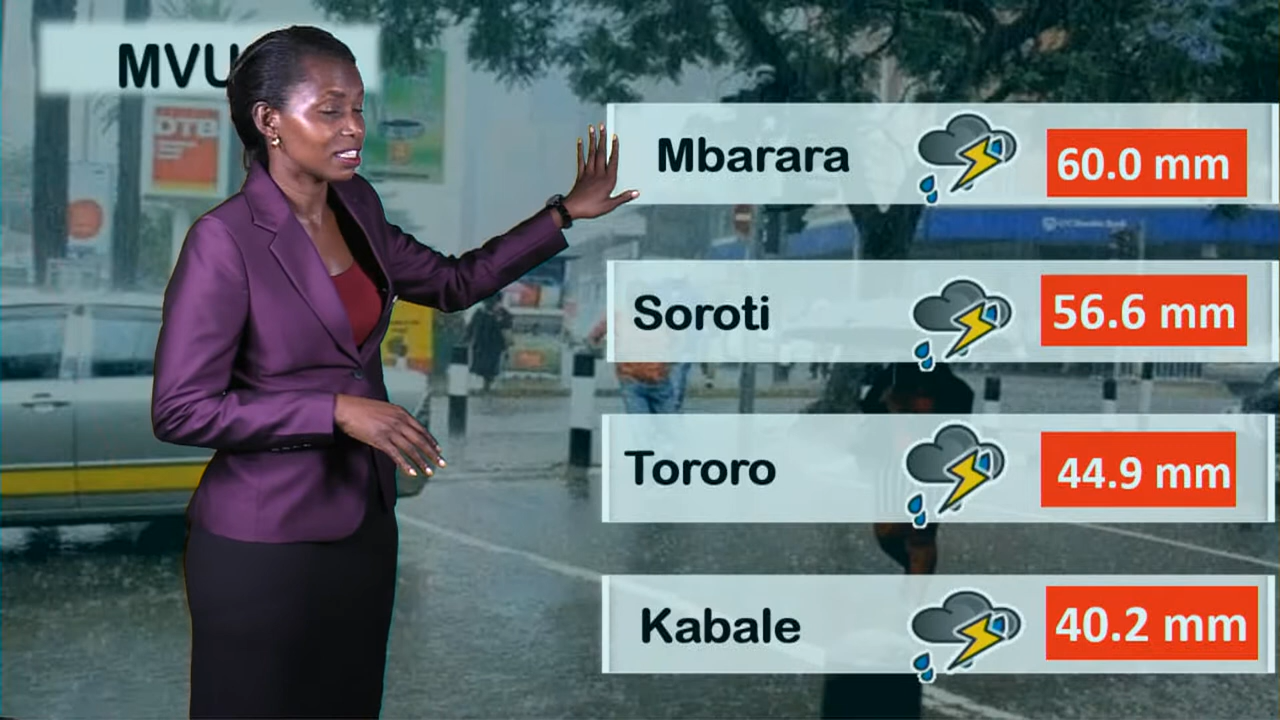 MVU
DTB
Mbarara
60.0 mm
Soroti
56.6 mm
Tororo
44.9 mm
Kabale
40.2 mm